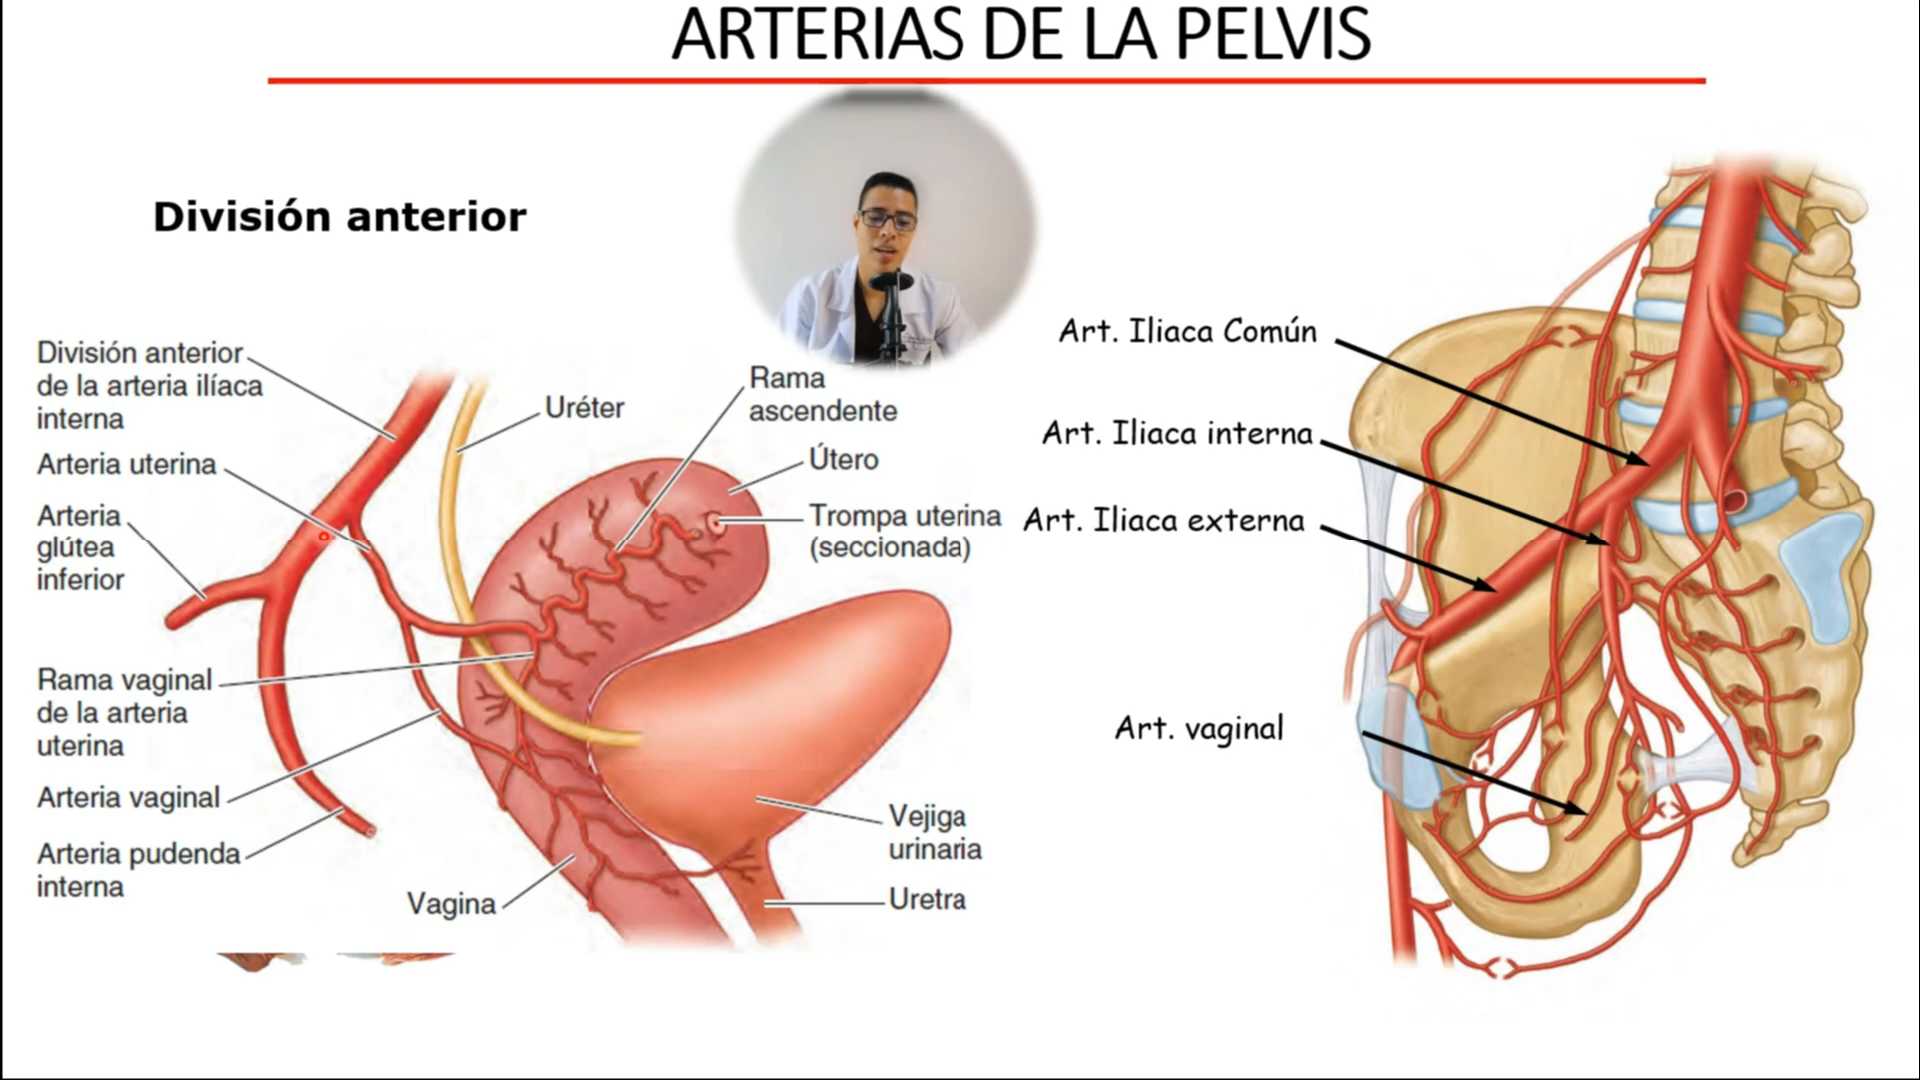 ARTERIAS DE LA PELVIS
División anterior
División anterior
de la arteria ilíaca
interna
Arteria uterina
Arteria
glútea
inferior
Rama vaginal
de la arteria
uterina
Arteria vaginal
Arteria pudenda
interna
Uréter
Rama
ascendente
Útero
Trompa uterina
(seccionada)
Vejiga
urinaria
Uretra
Vagina
Art. Iliaca Común
Art. Iliaca interna
Art. Iliaca externa
Art. vaginal